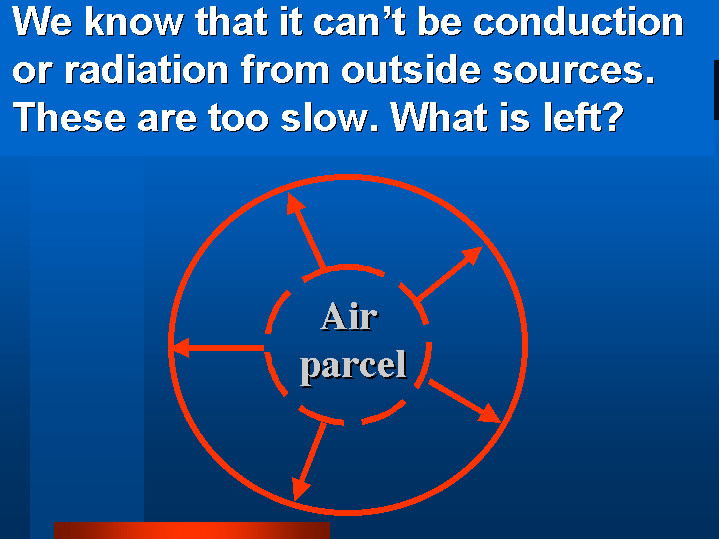 We know that it can’t be conduction
or radiation from outside sources.
These are too slow. What is left?
Air
parcel